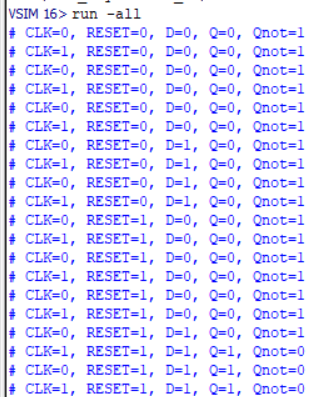 VSIM 16> run -all
# CLK=0, RESET=0, D=0, Q=0, Qnot=1
# CLK=1, RESET=0, D=0, Q=0, Qnot=1
# CLK=0, RESET=0, D=0, Q=0, Qnot=1
# CLK=1, RESET=0, D=0, Q=0, Qnot=1
# CLK=0, RESET=0, D=0, Q=0, Qnot=1
# CLK=1, RESET=0, D=0, Q=0, Qnot=1
# CLK=0, RESET=0, D=1, Q=0, Qnot=1
# CLK=1, RESET=0, D=1, Q=0, Qnot=1
# CLK=0, RESET=0, D=1, Q=0, Qnot=1
# CLK=1, RESET=0, D=1, Q=0, Qnot=1
# CLK=0, RESET=1, D=0, Q=0, Qnot=1
# CLK=1, RESET=1, D=0, Q=0, Qnot=1
# CLK=0, RESET=1, D=0, Q=0, Qnot=1
# CLK=1, RESET=1, D=0, Q=0, Qnot=1
# CLK=0, RESET=1, D=0, Q=0, Qnot=1
# CLK=1, RESET=1, D=0, Q=0, Qnot=1
# CLK=0, RESET=1, D=1, Q=0, Qnot=1
# CLK=1, RESET=1, D=1, Q=1, Qnot=0
# CLK=0, RESET=1, D=1, Q=1, Qnot=0
# CLK=1, RESET=1, D=1, Q=1, Qnot=0